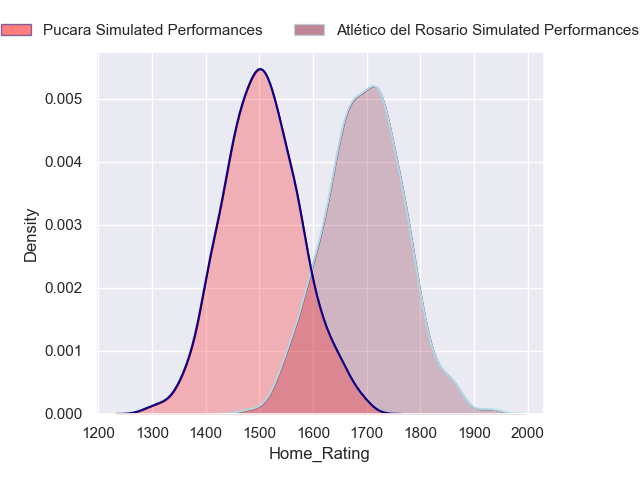 Pucara Simulated Performances
Atlético del Rosario Simulated Performances
0.005
0.004
0.003
0.002
0.001
0.000
Density
1200 1300 1400 1500 1600 1700 1800 1900 2000
Home_Rating